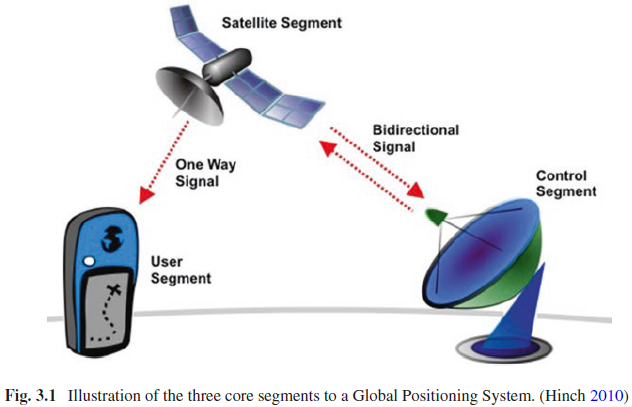 Satellite Segment
Bidirectional
Signal
One Way
Signal
Control
Segment
User
Segment
Fig. 3.1 Illustration of the three core segments to a Global Positioning System. (Hinch 2010)